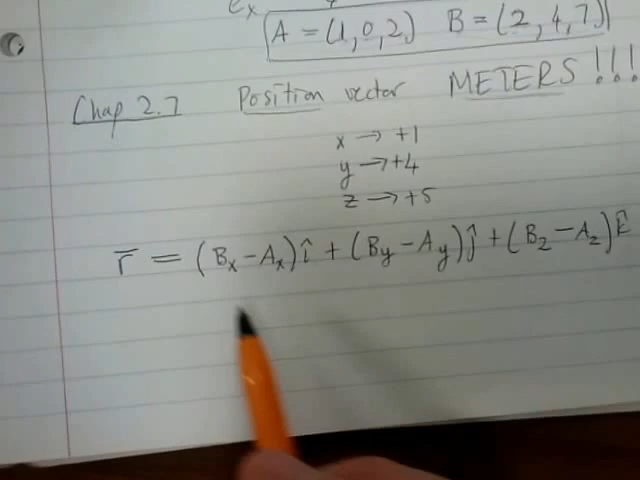 ex
A = (1,0,2) B = (2,4,7)
Chap 2.7 Position vector METERS!!!
x → +1
y → +4
z → +5
r̅ = (Bx − Ax)î + (By − Ay)ĵ + (Bz − Az)k̂